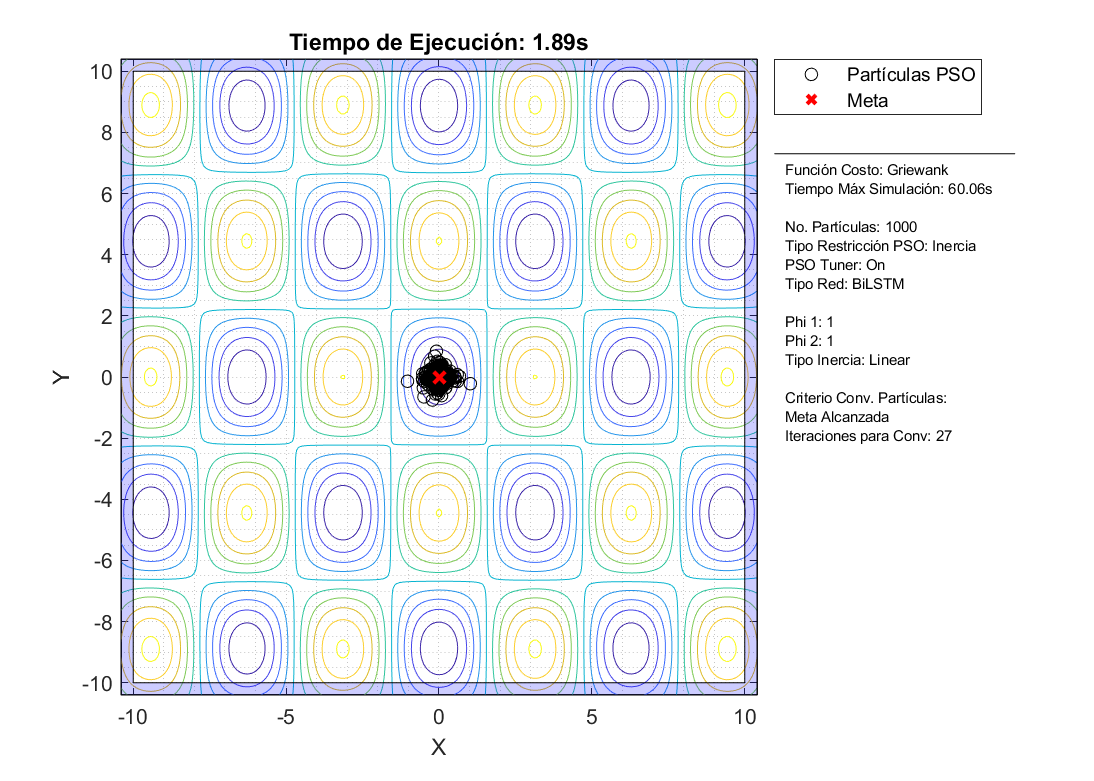 Tiempo de Ejecución: 1.89s
10
8
6
4
2
0
-2
-4
-6
-8
-10
Y
-10 -5 0 5 10
X
Partículas PSO
Meta
Función Costo: Griewank
Tiempo Máx Simulación: 60.06s
No. Partículas: 1000
Tipo Restricción PSO: Inercia
PSO Tuner: On
Tipo Red: BiLSTM
Phi 1: 1
Phi 2: 1
Tipo Inercia: Linear
Criterio Conv. Partículas:
Meta Alcanzada
Iteraciones para Conv: 27